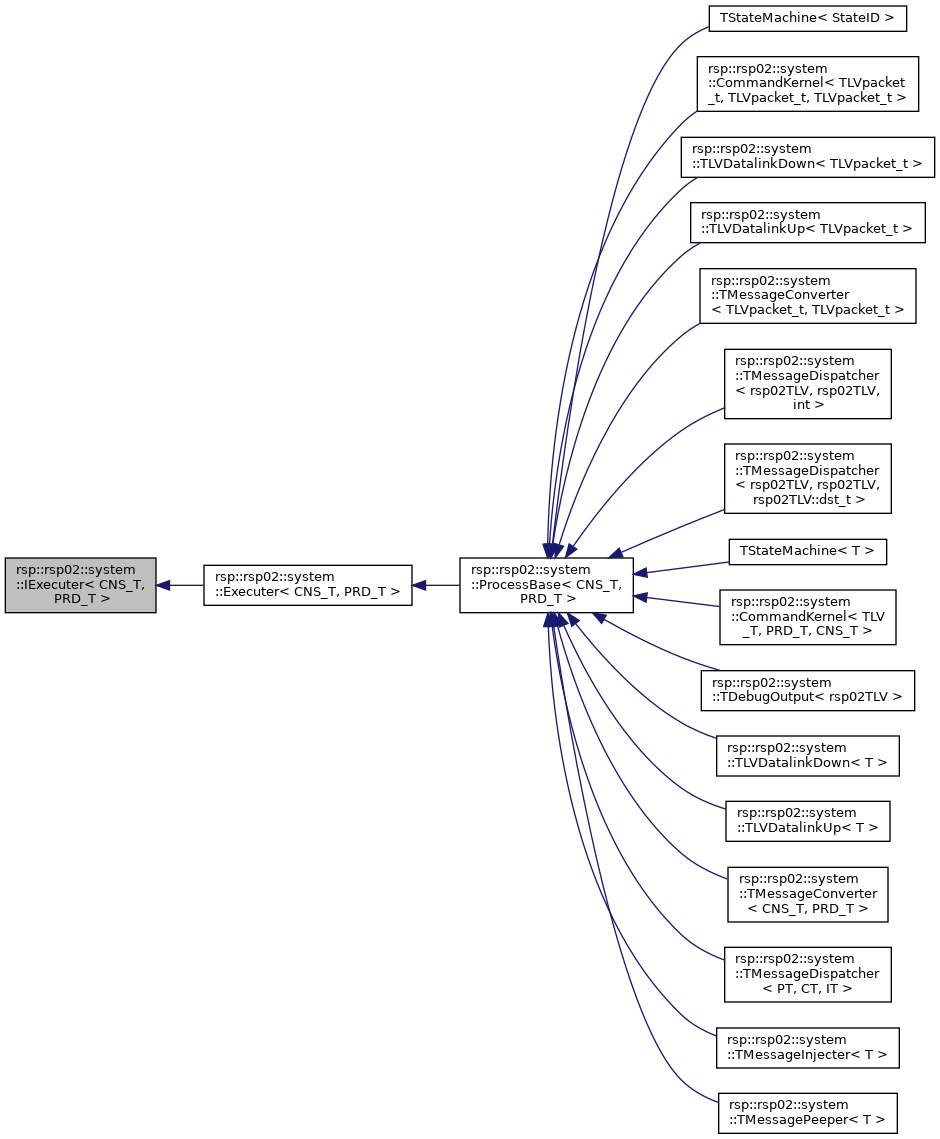 TStateMachine< StateID >
rsp::rsp02::system
::CommandKernel< TLVpacket
_t, TLVpacket_t, TLVpacket_t >
rsp::rsp02::system
::TLVDatalinkDown< TLVpacket_t >
rsp::rsp02::system
::TLVDatalinkUp< TLVpacket_t >
rsp::rsp02::system
::TMessageConverter
< TLVpacket_t, TLVpacket_t >
rsp::rsp02::system
::TMessageDispatcher
< rsp02TLV, rsp02TLV,
int >
rsp::rsp02::system
::TMessageDispatcher
< rsp02TLV, rsp02TLV,
rsp02TLV::dst_t >
TStateMachine< T >
rsp::rsp02::system
::IExecuter< CNS_T,
PRD_T >
rsp::rsp02::system
::Executer< CNS_T, PRD_T >
rsp::rsp02::system
::ProcessBase< CNS_T,
PRD_T >
rsp::rsp02::system
::CommandKernel< TLV
_T, PRD_T, CNS_T >
rsp::rsp02::system
::TDebugOutput< rsp02TLV >
rsp::rsp02::system
::TLVDatalinkDown< T >
rsp::rsp02::system
::TLVDatalinkUp< T >
rsp::rsp02::system
::TMessageConverter
< CNS_T, PRD_T >
rsp::rsp02::system
::TMessageDispatcher
< PT, CT, IT >
rsp::rsp02::system
::TMessageInjecter< T >
rsp::rsp02::system
::TMessagePeeper< T >